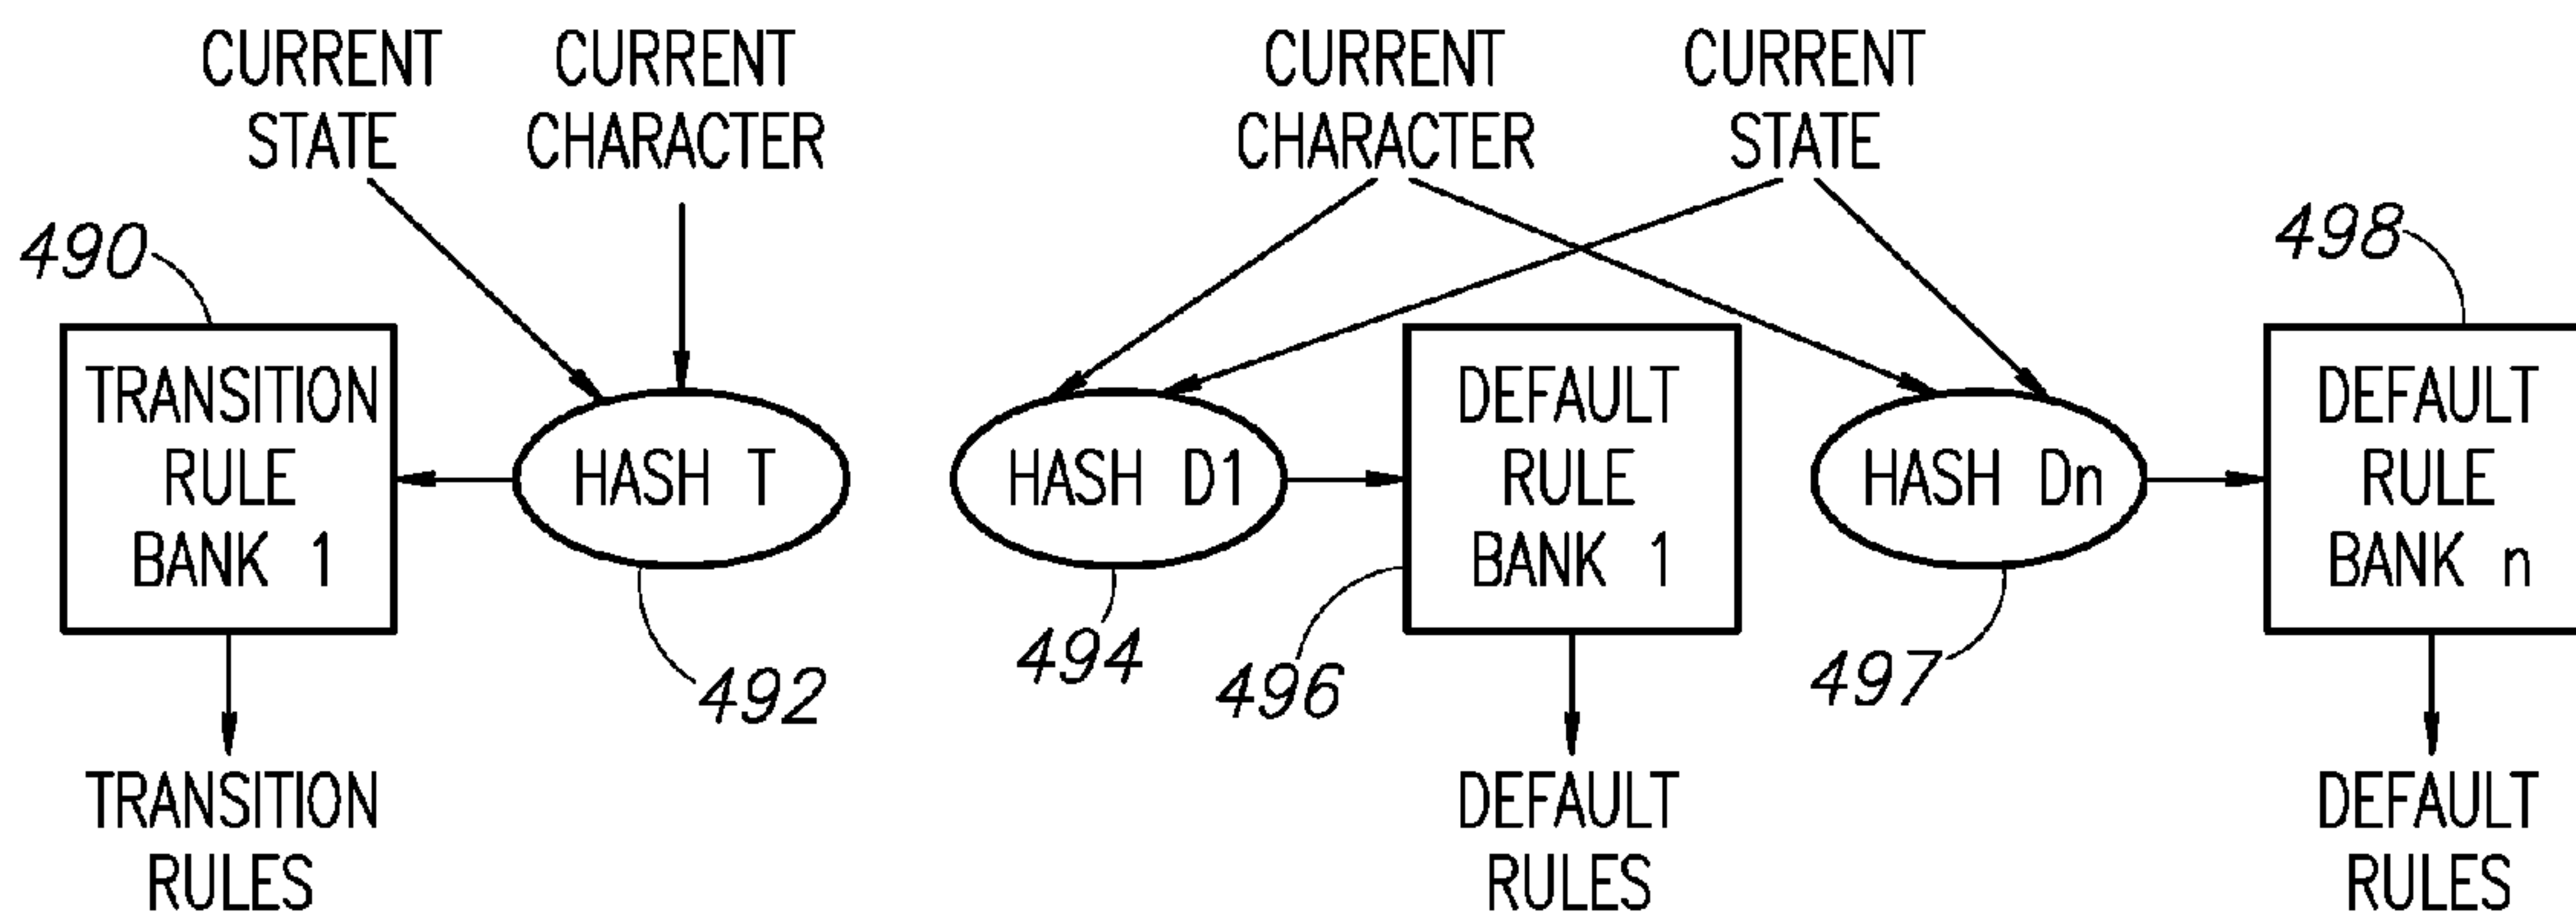 CURRENT
STATE
CURRENT
CHARACTER
CURRENT
CHARACTER
CURRENT
STATE
490
498
TRANSITION
RULE
BANK 1
HASH T
HASH D1
DEFAULT
RULE
BANK 1
HASH Dn
DEFAULT
RULE
BANK n
492
494
496
497
TRANSITION
RULES
DEFAULT
RULES
DEFAULT
RULES